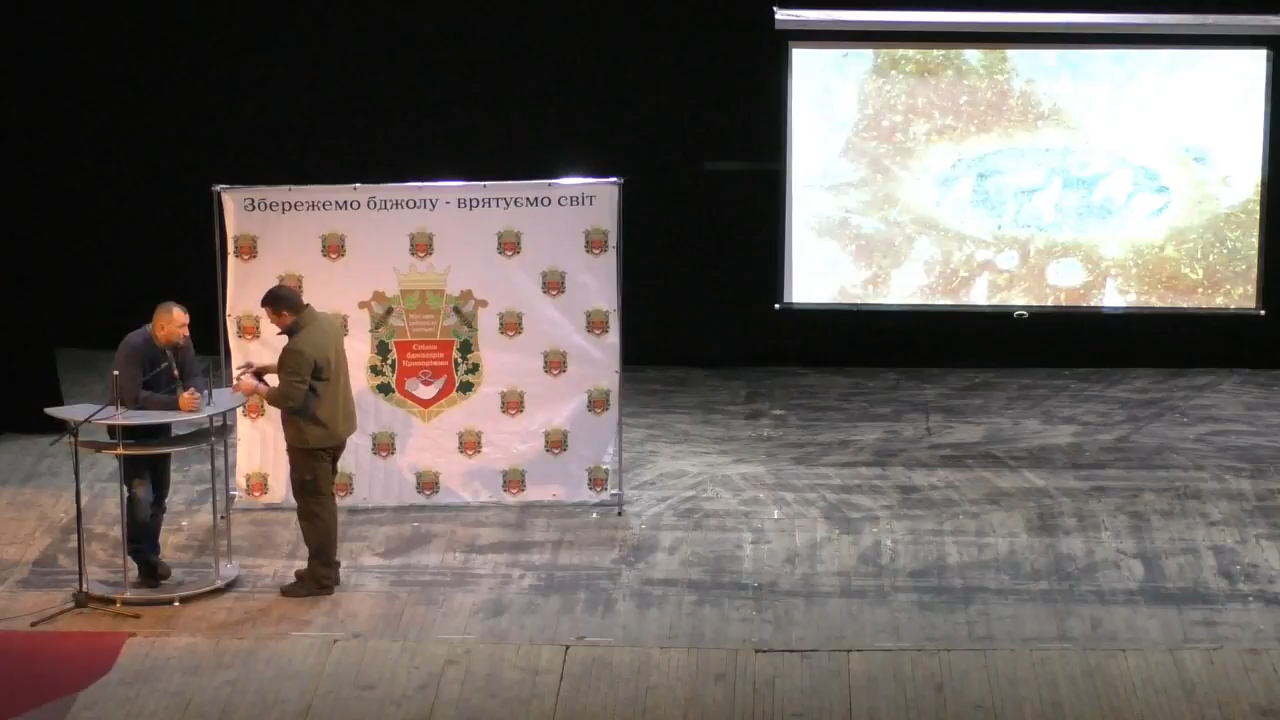 Збережемо бджолу - врятуємо світ
Спілка
бджолярів
Криворіжжя